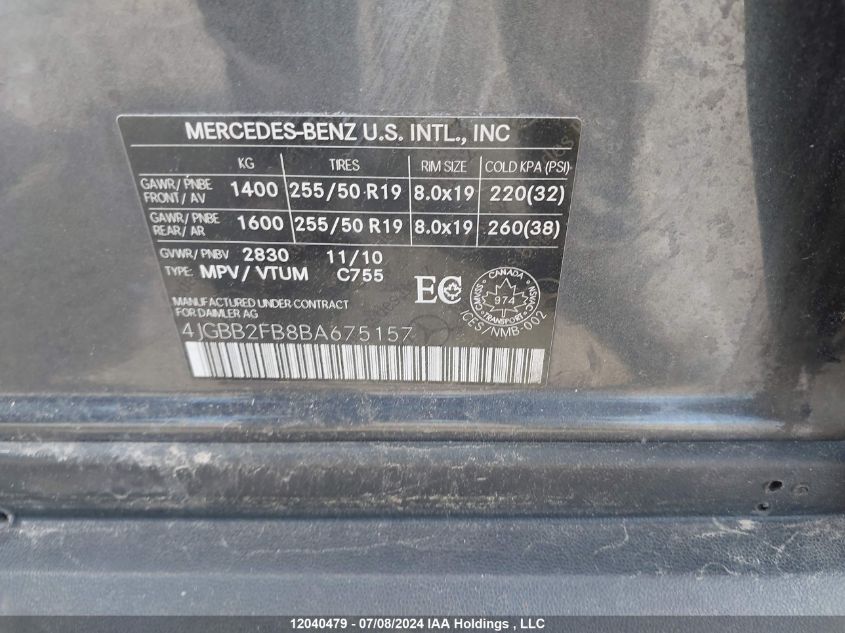 MERCEDES-BENZ U.S. INTL., INC
KG TIRES RIM SIZE COLD KPA (PSI)
GAWR/PNBE FRONT/AV 1400 255/50 R19 8.0x19 220(32)
GAWR/PNBE REAR/AR 1600 255/50 R19 8.0x19 260(38)
GVWR/PNBV 2830 11/10
TYPE: MPV/VTUM C755
EC
CANADA
974
TRANSPORT
ICES/NMB-002
MANUFACTURED UNDER CONTRACT
FOR DAIMLER AG
4JGBB2FB8BA675157
12040479 - 07/08/2024 IAA Holdings , LLC